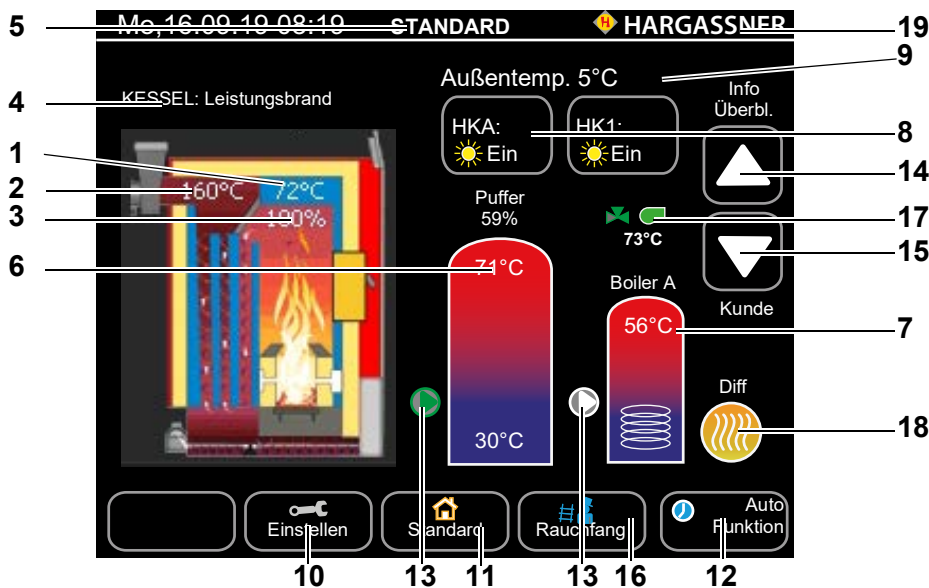 5
Mo,16.09.19 08:19
STANDARD
HARGASSNER
19
9
Außentemp. 5°C
Info
Überbl.
4
KESSEL: Leistungsbrand
HKA:
Ein
HK1:
Ein
8
1
2
160°C
72°C
14
3
100%
Puffer
59%
17
73°C
15
6
71°C
Boiler A
Kunde
56°C
7
Diff
18
30°C
Einstellen
Standard
Rauchfang
Auto
Funktion
10
13
11
13
16
12